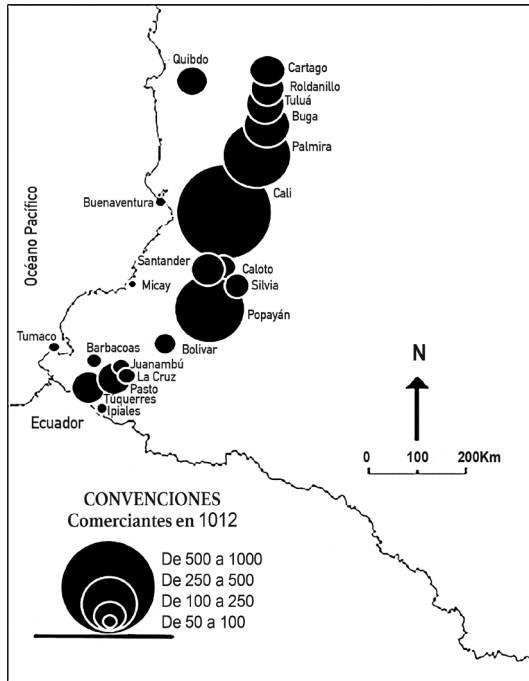 Quibdo
Cartago
Roldanillo
Tuluá
Buga
Palmira
Cali
Buenaventura
Océano Pacífico
Santander
Caloto
Silvia
Micay
Popayán
Tumaco
Bolivar
Barbacoas
Juanambú
La Cruz
Pasto
Tuquerres
Ipiales
Ecuador
N
0 100 200Km
CONVENCIONES
Comerciantes en 1012
De 500 a 1000
De 250 a 500
De 100 a 250
De 50 a 100